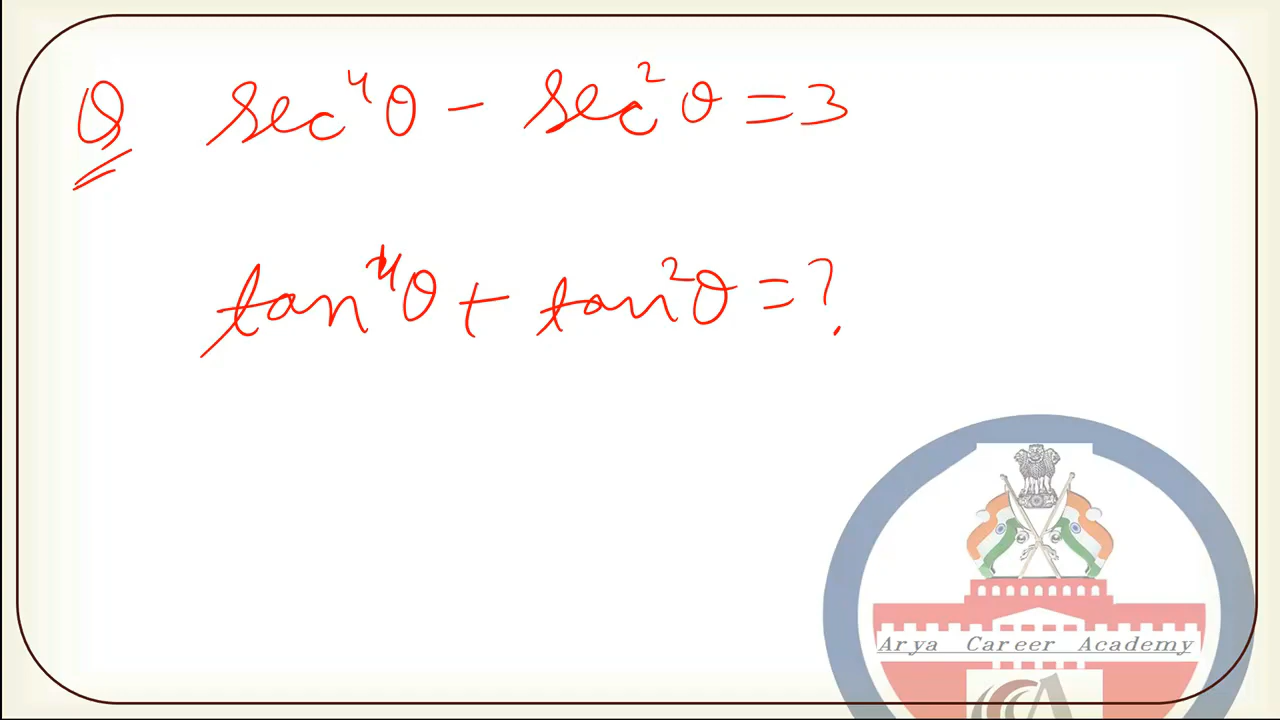 Q sec⁴θ - sec²θ = 3
tan⁴θ + tan²θ = ?
Arya Career Academy